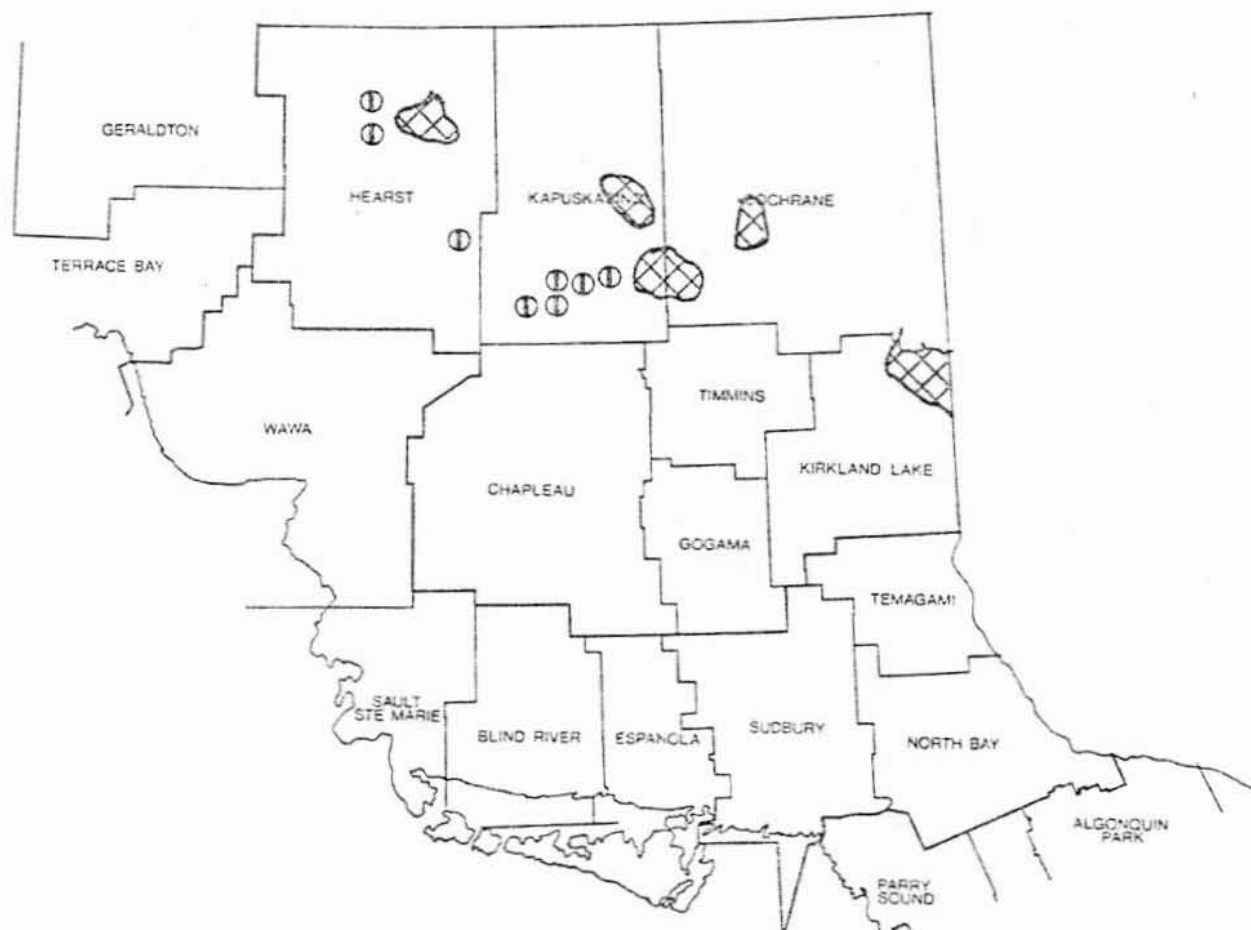 GERALDTON
HEARST
COCHRANE
TERRACE BAY
TIMMINS
WAWA
KIRKLAND LAKE
CHAPLEAU
GOGAMA
TEMAGAMI
SAULT
STE MARIE
BLIND RIVER
ESPANOLA
SUDBURY
NORTH BAY
ALGONQUIN
PARK
PARRY
SOUND